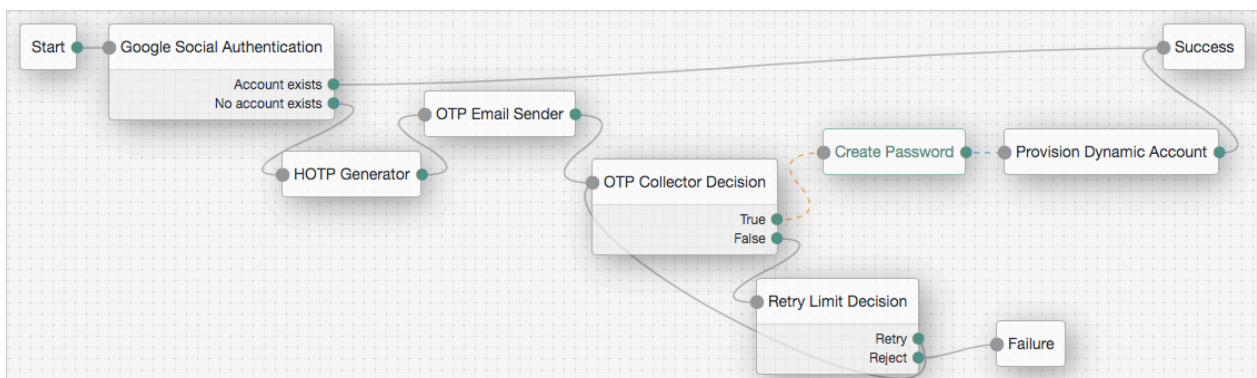 Start
Google Social Authentication
Account exists
No account exists
HOTP Generator
OTP Email Sender
OTP Collector Decision
True
False
Create Password
Provision Dynamic Account
Success
Retry Limit Decision
Retry
Reject
Failure